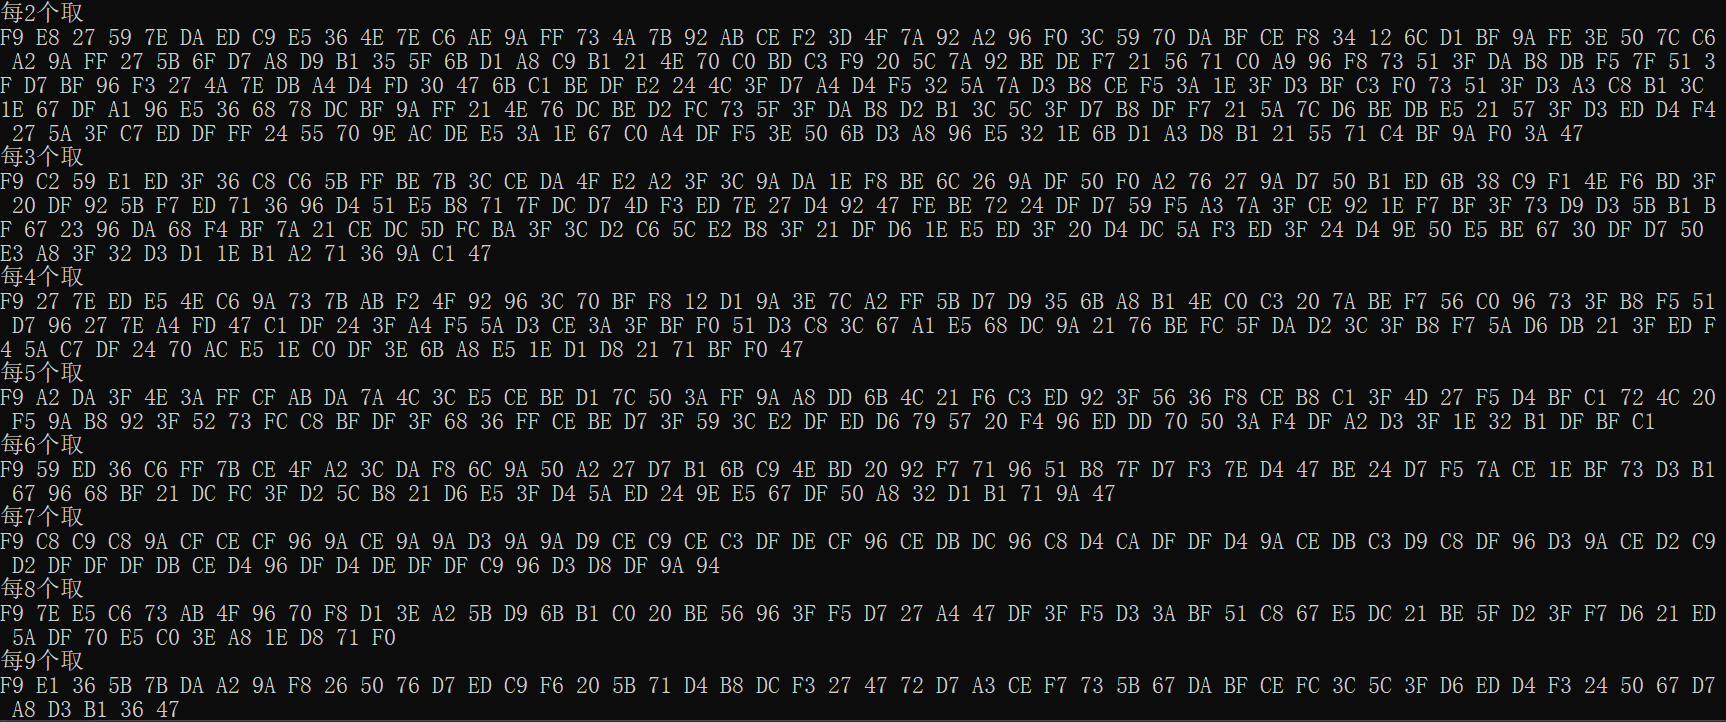 每2个取
F9 E8 27 59 7E DA ED C9 E5 36 4E 7E C6 AE 9A FF 73 4A 7B 92 AB CE F2 3D 4F 7A 92 A2 96 F0 3C 59 70 DA BF CE F8 34 12 6C D1 BF 9A FE 3E 50 7C C6
A2 9A FF 27 5B 6F D7 A8 D9 B1 35 5F 6B D1 A8 C9 B1 21 4E 70 C0 BD C3 F9 20 5C 7A 92 BE DE F7 21 56 71 C0 A9 96 F8 73 51 3F DA B8 DB F5 7F 51 3
F D7 BF 96 F3 27 4A 7E DB A4 D4 FD 30 47 6B C1 BE DF E2 24 4C 3F D7 A4 D4 F5 32 5A 7A D3 B8 CE F5 3A 1E 3F D3 BF C3 F0 73 51 3F D3 A3 C8 B1 3C
1E 67 DF A1 96 E5 36 68 78 DC BF 9A FF 21 4E 76 DC BE D2 FC 73 5F 3F DA B8 D2 B1 3C 5C 3F D7 B8 DF F7 21 5A 7C D6 BE DB E5 21 57 3F D3 ED D4 F4
27 5A 3F C7 ED DF FF 24 55 70 9E AC DE E5 3A 1E 67 C0 A4 DF F5 3E 50 6B D3 A8 96 E5 32 1E 6B D1 A3 D8 B1 21 55 71 C4 BF 9A F0 3A 47
每3个取
F9 C2 59 E1 ED 3F 36 C8 C6 5B FF BE 7B 3C CE DA 4F E2 A2 3F 3C 9A DA 1E F8 BE 6C 26 9A DF 50 F0 A2 76 27 9A D7 50 B1 ED 6B 38 C9 F1 4E F6 BD 3F
20 DF 92 5B F7 ED 71 36 96 D4 51 E5 B8 71 7F DC D7 4D F3 ED 7E 27 D4 92 47 FE BE 72 24 DF D7 59 F5 A3 7A 3F CE 92 1E F7 BF 3F 73 D9 D3 5B B1 B
F 67 23 96 DA 68 F4 BF 7A 21 CE DC 5D FC BA 3F 3C D2 C6 5C E2 B8 3F 21 DF D6 1E E5 ED 3F 20 D4 DC 5A F3 ED 3F 24 D4 9E 50 E5 BE 67 30 DF D7 50
E3 A8 3F 32 D3 D1 1E B1 A2 71 36 9A C1 47
每4个取
F9 27 7E ED E5 4E C6 9A 73 7B AB F2 4F 92 96 3C 70 BF F8 12 D1 9A 3E 7C A2 FF 5B D7 D9 35 6B A8 B1 4E C0 C3 20 7A BE F7 56 C0 96 73 3F B8 F5 51
D7 96 27 7E A4 FD 47 C1 DF 24 3F A4 F5 5A D3 CE 3A 3F BF F0 51 D3 C8 3C 67 A1 E5 68 DC 9A 21 76 BE FC 5F DA D2 3C 3F B8 F7 5A D6 DB 21 3F ED F
4 5A C7 DF 24 70 AC E5 1E C0 DF 3E 6B A8 E5 1E D1 D8 21 71 BF F0 47
每5个取
F9 A2 DA 3F 4E 3A FF CF AB DA 7A 4C 3C E5 CE BE D1 7C 50 3A FF 9A A8 DD 6B 4C 21 F6 C3 ED 92 3F 56 36 F8 CE B8 C1 3F 4D 27 F5 D4 BF C1 72 4C 20
F5 9A B8 92 3F 52 73 FC C8 BF DF 3F 68 36 FF CE BE D7 3F 59 3C E2 DF ED D6 79 57 20 F4 96 ED DD 70 50 3A F4 DF A2 D3 3F 1E 32 B1 DF BF C1
每6个取
F9 59 ED 36 C6 FF 7B CE 4F A2 3C DA F8 6C 9A 50 A2 27 D7 B1 6B C9 4E BD 20 92 F7 71 96 51 B8 7F D7 F3 7E D4 47 BE 24 D7 F5 7A CE 1E BF 73 D3 B1
67 96 68 BF 21 DC FC 3F D2 5C B8 21 D6 E5 3F D4 5A ED 24 9E E5 67 DF 50 A8 32 D1 B1 71 9A 47
每7个取
F9 C8 C9 C8 9A CF CE CF 96 9A CE 9A 9A D3 9A 9A D9 CE C9 CE C3 DF DE CF 96 CE DB DC 96 C8 D4 CA DF DF D4 9A CE DB C3 D9 C8 DF 96 D3 9A CE D2 C9
D2 DF DF DF DB CE D4 96 DF D4 DE DF DF C9 96 D3 D8 DF 9A 94
每8个取
F9 7E E5 C6 73 AB 4F 96 70 F8 D1 3E A2 5B D9 6B B1 C0 20 BE 56 96 3F F5 D7 27 A4 47 DF 3F F5 D3 3A BF 51 C8 67 E5 DC 21 BE 5F D2 3F F7 D6 21 ED
5A DF 70 E5 C0 3E A8 1E D8 71 F0
每9个取
F9 E1 36 5B 7B DA A2 9A F8 26 50 76 D7 ED C9 F6 20 5B 71 D4 B8 DC F3 27 47 72 D7 A3 CE F7 73 5B 67 DA BF CE FC 3C 5C 3F D6 ED D4 F3 24 50 67 D7
A8 D3 B1 36 47